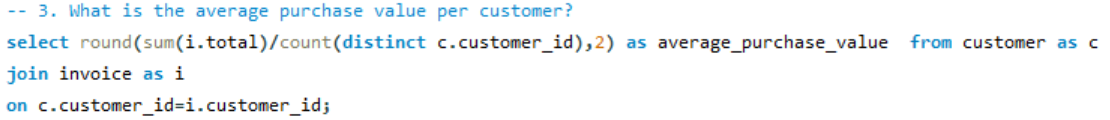 -- 3. What is the average purchase value per customer?
select round(sum(i.total)/count(distinct c.customer_id),2) as average_purchase_value  from customer as c
join invoice as i
on c.customer_id=i.customer_id;